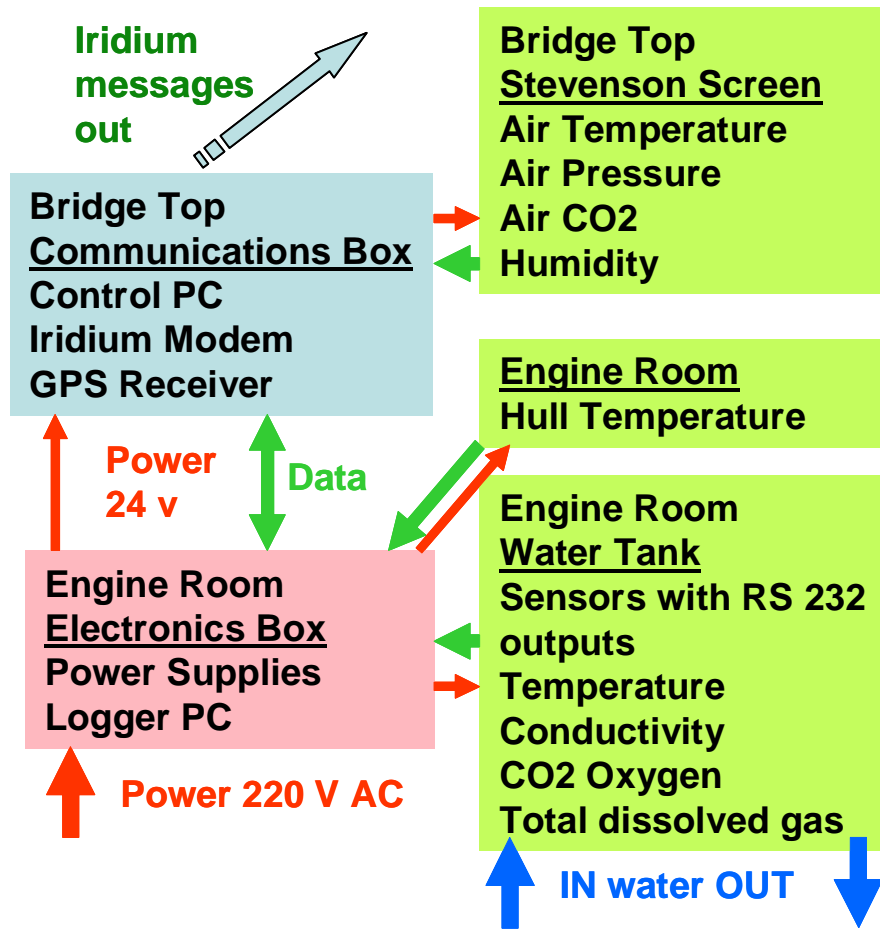 Iridium
messages
out
Bridge Top
Stevenson Screen
Air Temperature
Air Pressure
Air CO2
Humidity
Bridge Top
Communications Box
Control PC
Iridium Modem
GPS Receiver
Engine Room
Hull Temperature
Power
24 v
Data
Engine Room
Electronics Box
Power Supplies
Logger PC
Engine Room
Water Tank
Sensors with RS 232
outputs
Temperature
Conductivity
CO2 Oxygen
Total dissolved gas
Power 220 V AC
IN water OUT